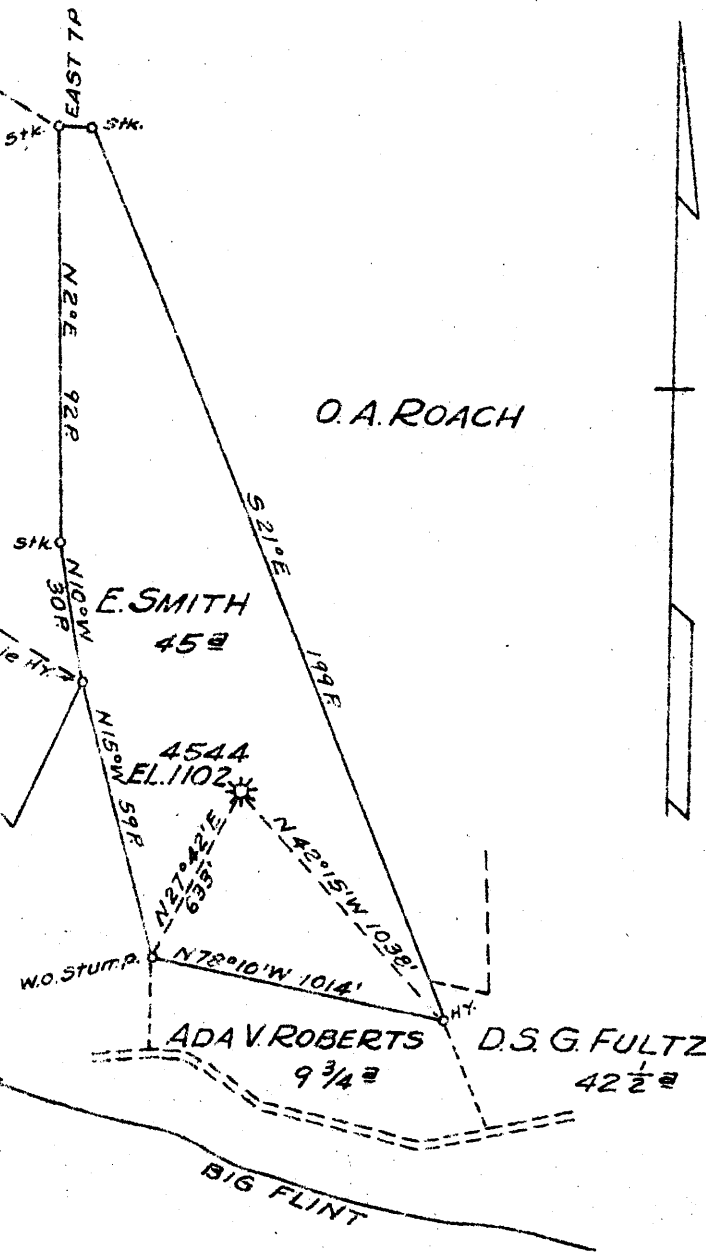 EAST 7P
Stk.
Stk.
N2°E 92P.
O.A. ROACH
S21°E 199P.
Stk.
N10°W
30P.
E. SMITH
45 a
HY.
N15°W 59P
4544
EL. 1102
N27°42'E
633'
N42°15'W 1038'
W.O. Stump.
N78°10'W 1014'
HY.
ADA V. ROBERTS
9 3/4 a
D.S.G. FULTZ
42 1/2 a
BIG FLINT